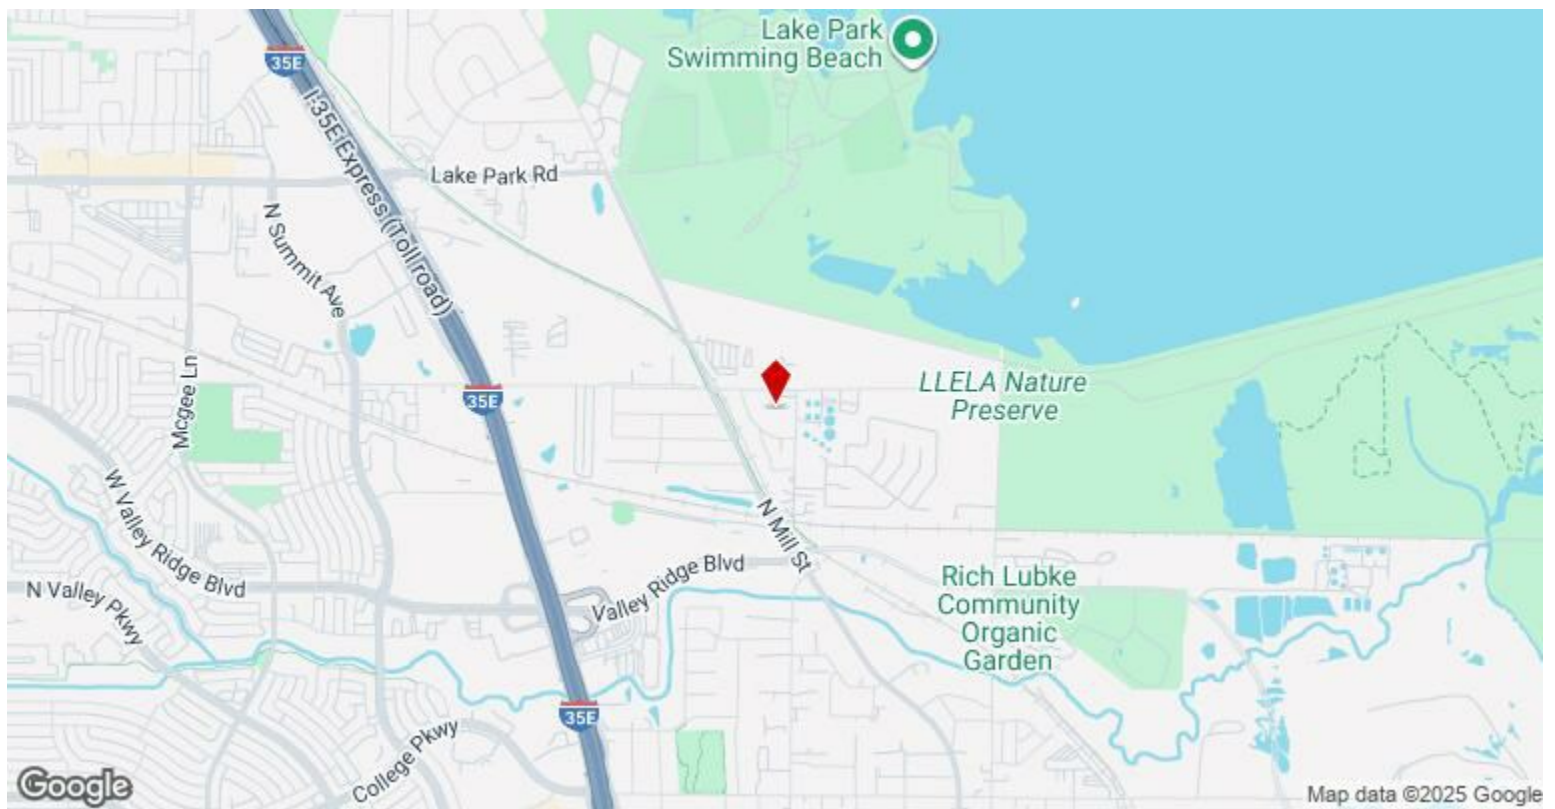 Lake Park
Swimming Beach
35E
I-35E Express (Toll road)
Lake Park Rd
N Summit Ave
Mcgee Ln
35E
LLELA Nature
Preserve
W Valley Ridge Blvd
N Mill St
Valley Ridge Blvd
N Valley Pkwy
Rich Lubke
Community
Organic
Garden
35E
College Pkwy
Google
Map data ©2025 Google